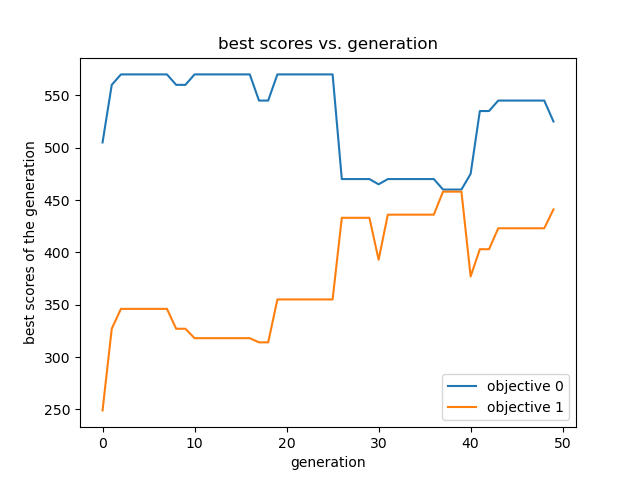 best scores vs. generation
best scores of the generation
550
500
450
400
350
300
250
0
10
20
30
40
50
generation
objective 0
objective 1